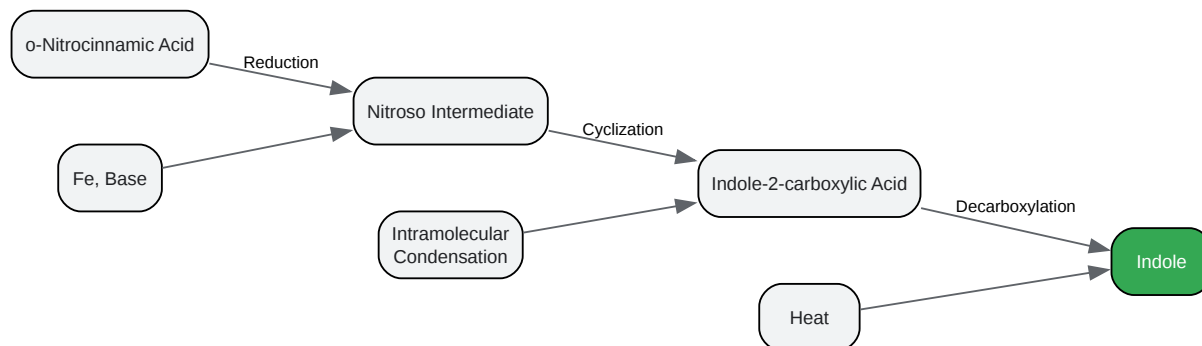 o-Nitrocinnamic Acid
Reduction
Nitroso Intermediate
Fe, Base
Cyclization
Indole-2-carboxylic Acid
Intramolecular
Condensation
Decarboxylation
Indole
Heat